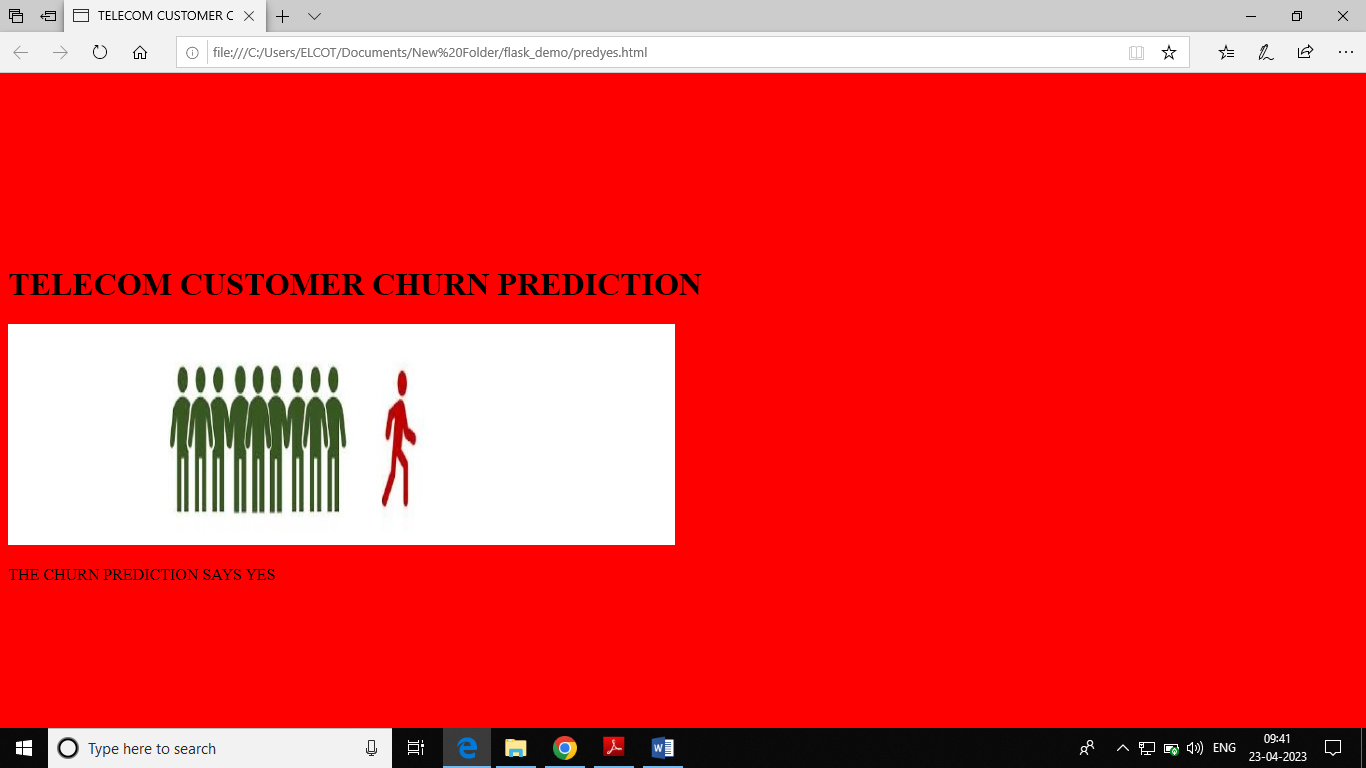 TELECOM CUSTOMER C
file:///C:/Users/ELCOT/Documents/New%20Folder/flask_demo/predyes.html
TELECOM CUSTOMER CHURN PREDICTION
THE CHURN PREDICTION SAYS YES
Type here to search
ENG
09:41
23-04-2023